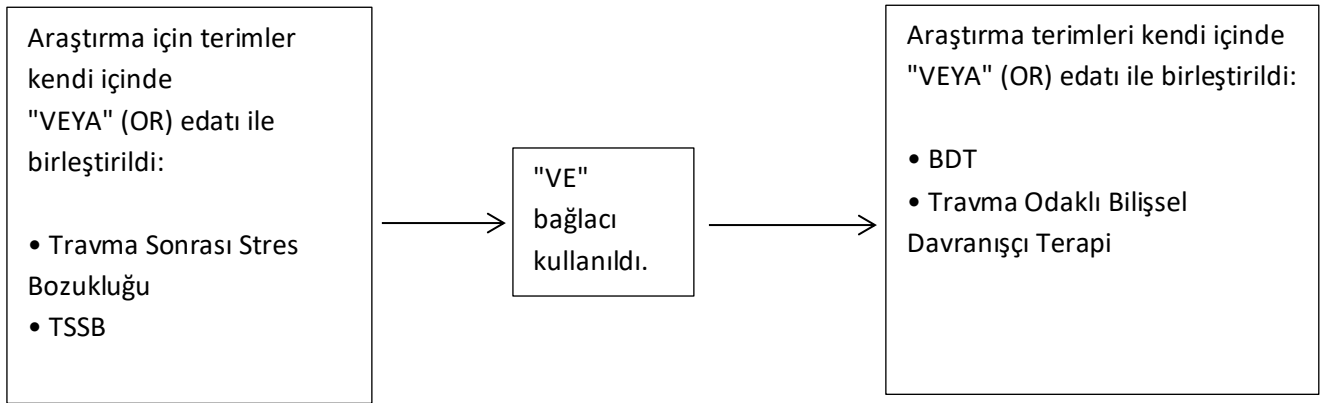 Araştırma için terimler
kendi içinde
"VEYA" (OR) edatı ile
birleştirildi:
• Travma Sonrası Stres
Bozukluğu
• TSSB
"VE"
bağlacı
kullanıldı.
Araştırma terimleri kendi içinde
"VEYA" (OR) edatı ile birleştirildi:
• BDT
• Travma Odaklı Bilişsel
Davranışçı Terapi